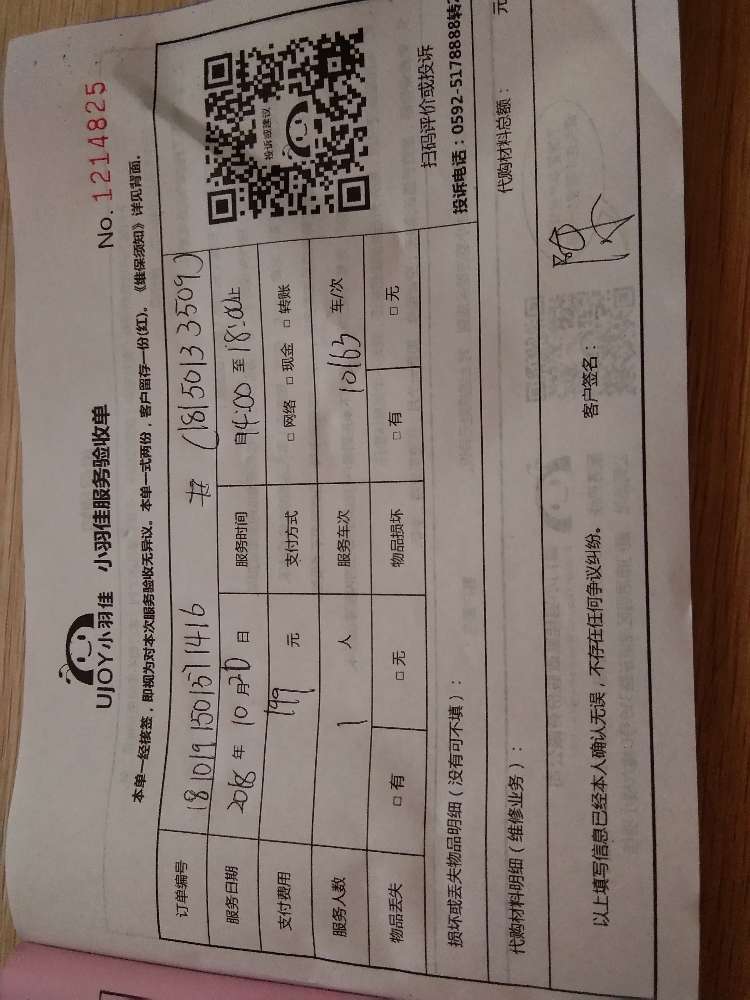 UJOY小羽佳 小羽佳服务验收单
No. 1214825
本单一经核签，即视为对本次服务验收无异议。本单一式两份，客户留存一份(红)。《维保须知》详见背面。
订单编号 1810191501371416 (18150133509)
服务日期 2018 年 10 月 20 日 服务时间 自 14:00 至 18:00 止
支付费用 199 元 支付方式 □ 网络 □ 现金 □ 转账
服务人数 1 人 服务车次 10163 车/次
物品丢失 □ 有 □ 无 物品损坏 □ 有 □ 无
投诉或建议
扫码评价或投诉
投诉电话：0592-5178888转
损坏或丢失物品明细（没有可不填）：
代购材料明细（维修业务）： 代购材料总额： 元
以上填写信息已经本人确认无误，不存在任何争议纠纷。 客户签名： 陈